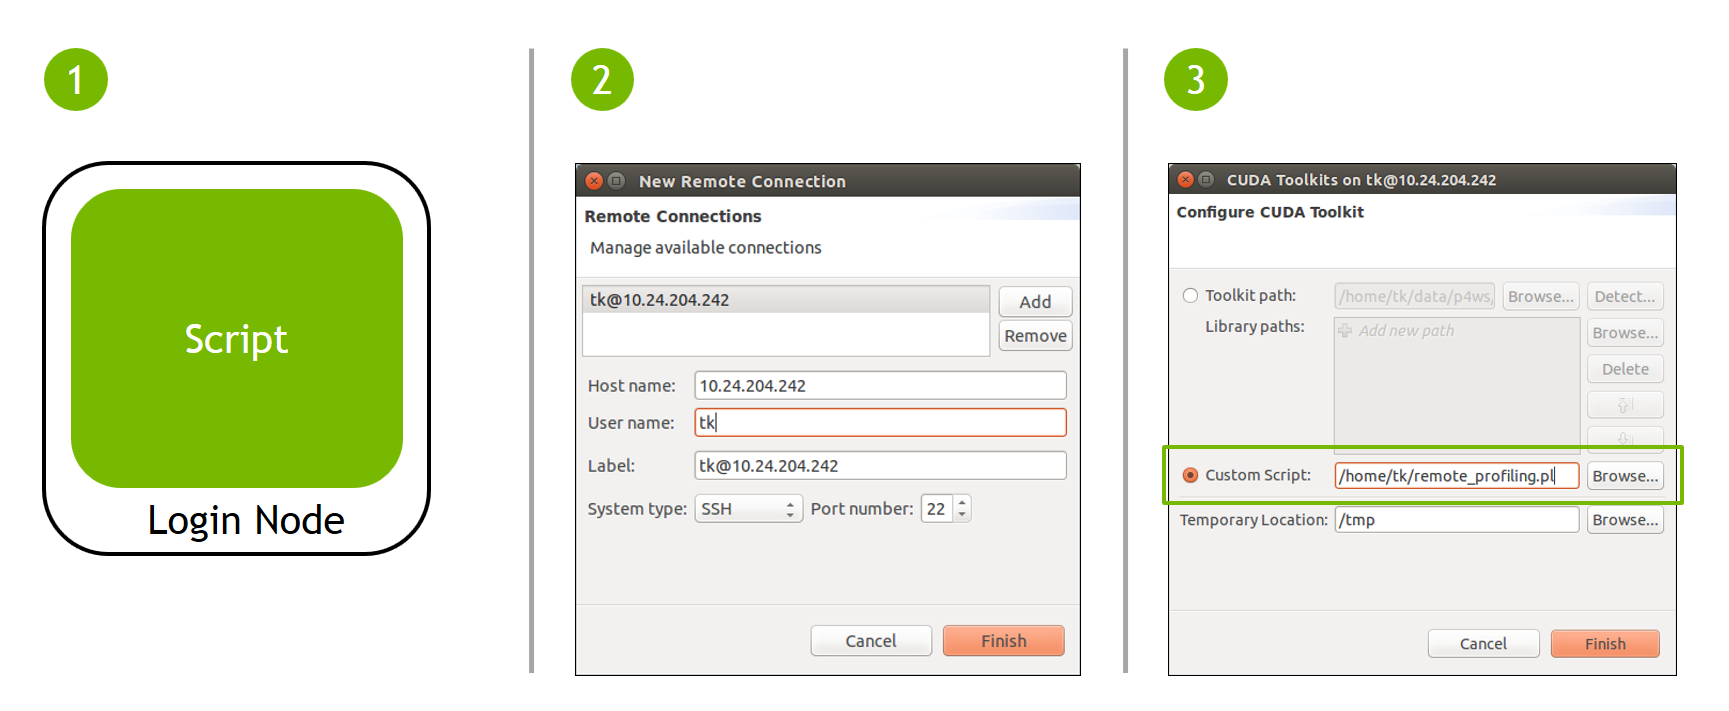 1
Script
Login Node
2
New Remote Connection
Remote Connections
Manage available connections
tk@10.24.204.242
Add
Remove
Host name: 10.24.204.242
User name: tk
Label: tk@10.24.204.242
System type: SSH Port number: 22
Cancel Finish
3
CUDA Toolkits on tk@10.24.204.242
Configure CUDA Toolkit
Toolkit path: /home/tk/data/p4ws/ Browse... Detect...
Library paths: Add new path Browse...
Delete
Custom Script: /home/tk/remote_profiling.pl Browse...
Temporary Location: /tmp Browse...
Cancel Finish